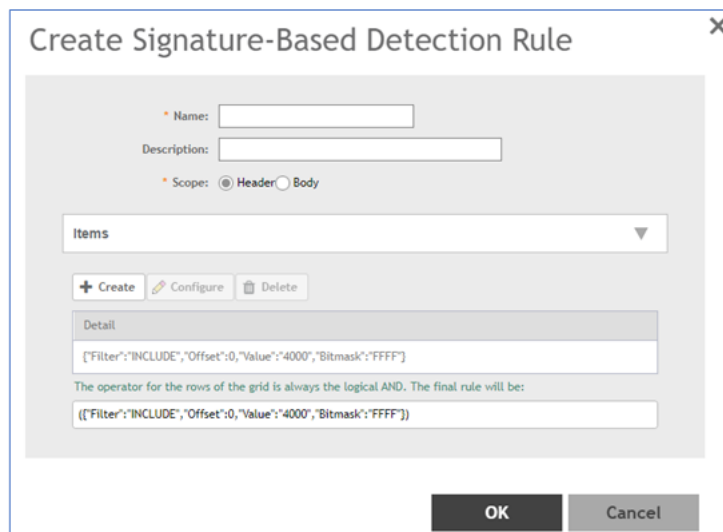 Create Signature-Based Detection Rule
* Name:
Description:
* Scope: Header Body
Items
Create Configure Delete
Detail
{"Filter":"INCLUDE","Offset":0,"Value":"4000","Bitmask":"FFFF"}
The operator for the rows of the grid is always the logical AND. The final rule will be:
({"Filter":"INCLUDE","Offset":0,"Value":"4000","Bitmask":"FFFF"})
OK Cancel